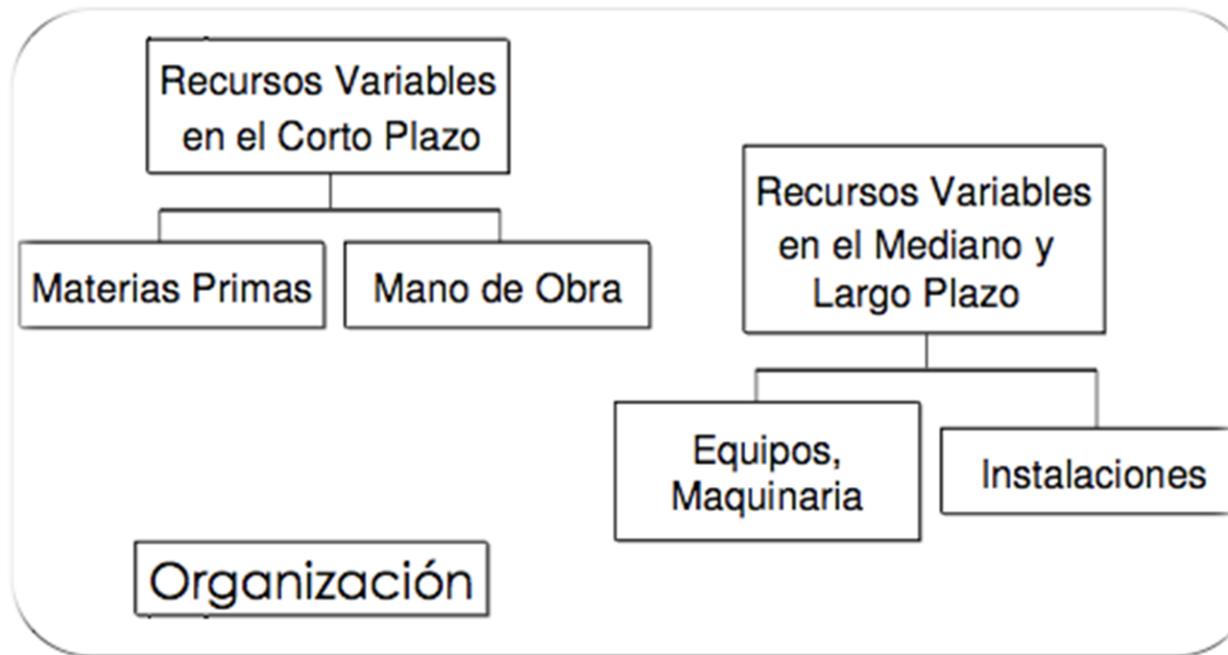 Recursos Variables
en el Corto Plazo
Materias Primas
Mano de Obra
Recursos Variables
en el Mediano y
Largo Plazo
Equipos,
Maquinaria
Instalaciones
Organización